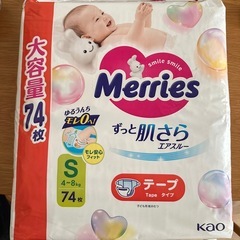 smile smile
Merries
大容量
74枚
ゆるうんち
モレ0へ!
モレ安心
フィット
ずっと肌さら
エアスルー
S
4-8kg
74枚
テープ
Tape タイプ
Kao